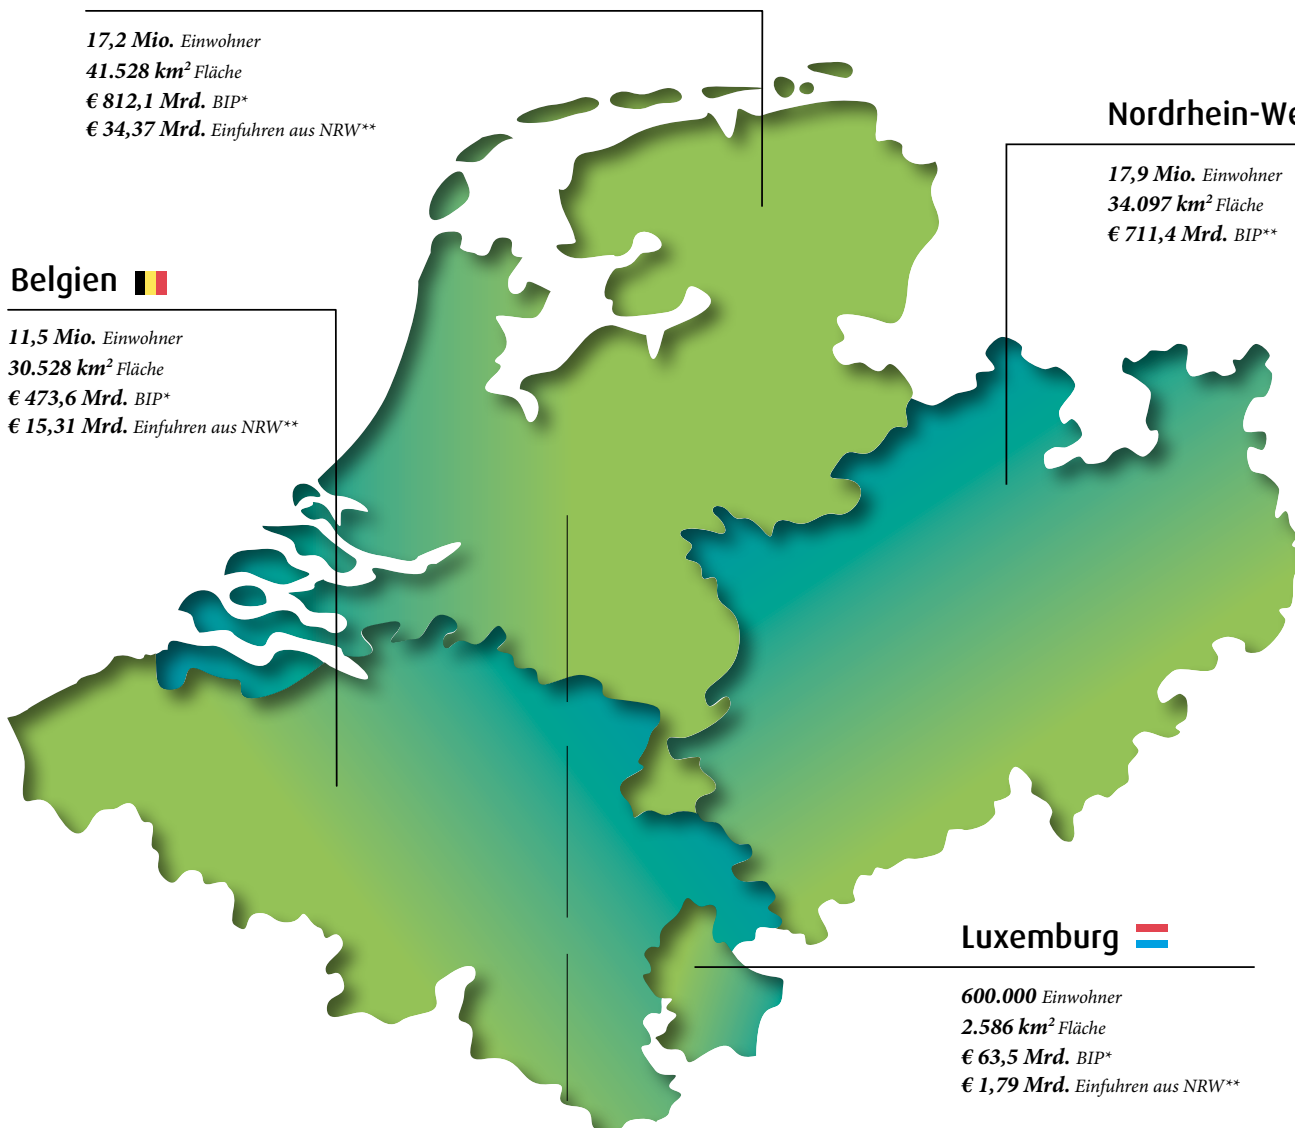 17,2 Mio. Einwohner
41.528 km² Fläche
€ 812,1 Mrd. BIP*
€ 34,37 Mrd. Einfuhren aus NRW**
Nordrhein-We
17,9 Mio. Einwohner
34.097 km² Fläche
€ 711,4 Mrd. BIP**
Belgien
11,5 Mio. Einwohner
30.528 km² Fläche
€ 473,6 Mrd. BIP*
€ 15,31 Mrd. Einfuhren aus NRW**
Luxemburg
600.000 Einwohner
2.586 km² Fläche
€ 63,5 Mrd. BIP*
€ 1,79 Mrd. Einfuhren aus NRW**